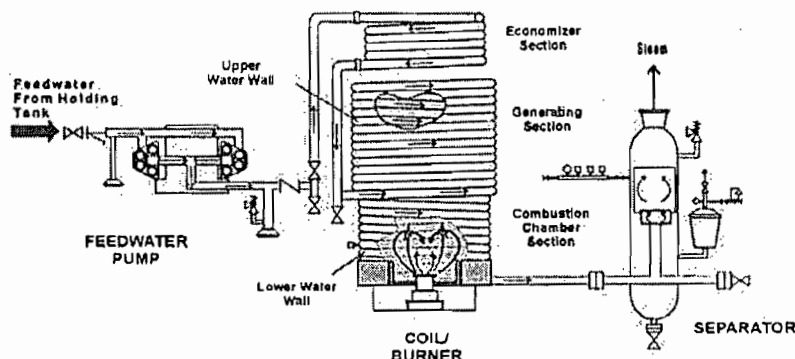 Economizer
Section
Steam
Upper
Water Wall
Feedwater
From Holding
Tank
Generating
Section
Combustion
Chamber
Section
FEEDWATER
PUMP
Lower Water
Wall
SEPARATOR
COIL/
BURNER